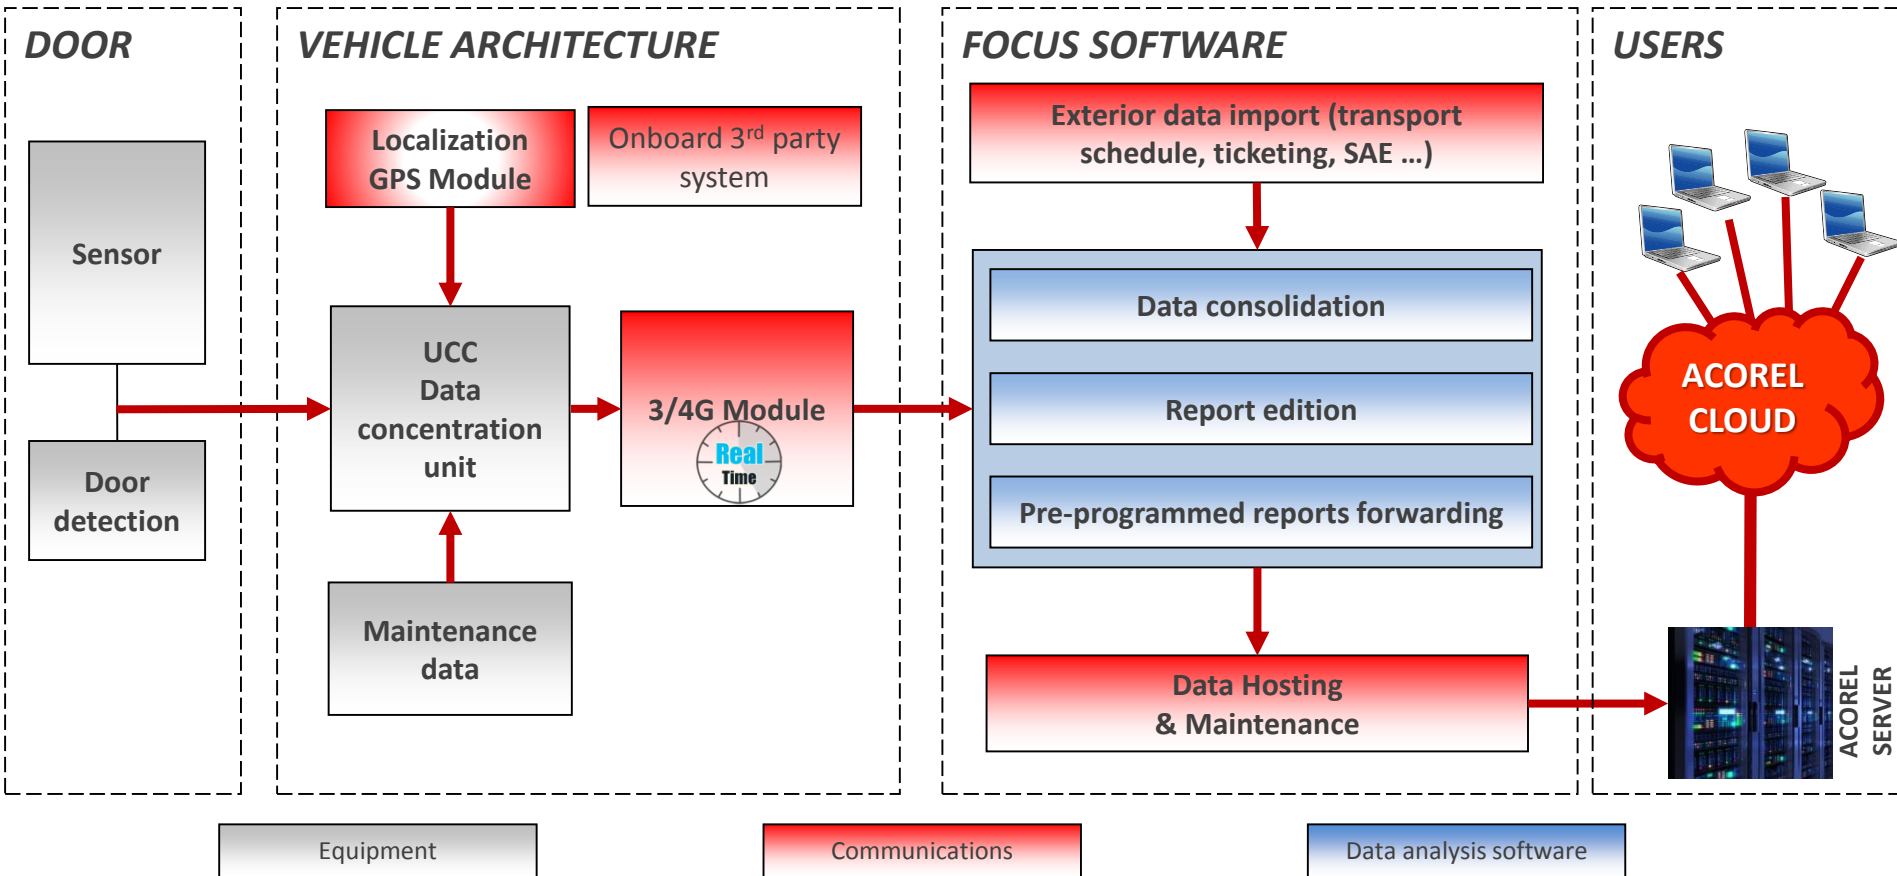 DOOR
VEHICLE ARCHITECTURE
FOCUS SOFTWARE
USERS
Sensor
Door
detection
Localization
GPS Module
Onboard 3rd party
system
UCC
Data
concentration
unit
3/4G Module
Real
Time
Maintenance
data
Exterior data import (transport
schedule, ticketing, SAE ...)
Data consolidation
Report edition
Pre-programmed reports forwarding
Data Hosting
& Maintenance
ACOREL
CLOUD
ACOREL
SERVER
Equipment
Communications
Data analysis software